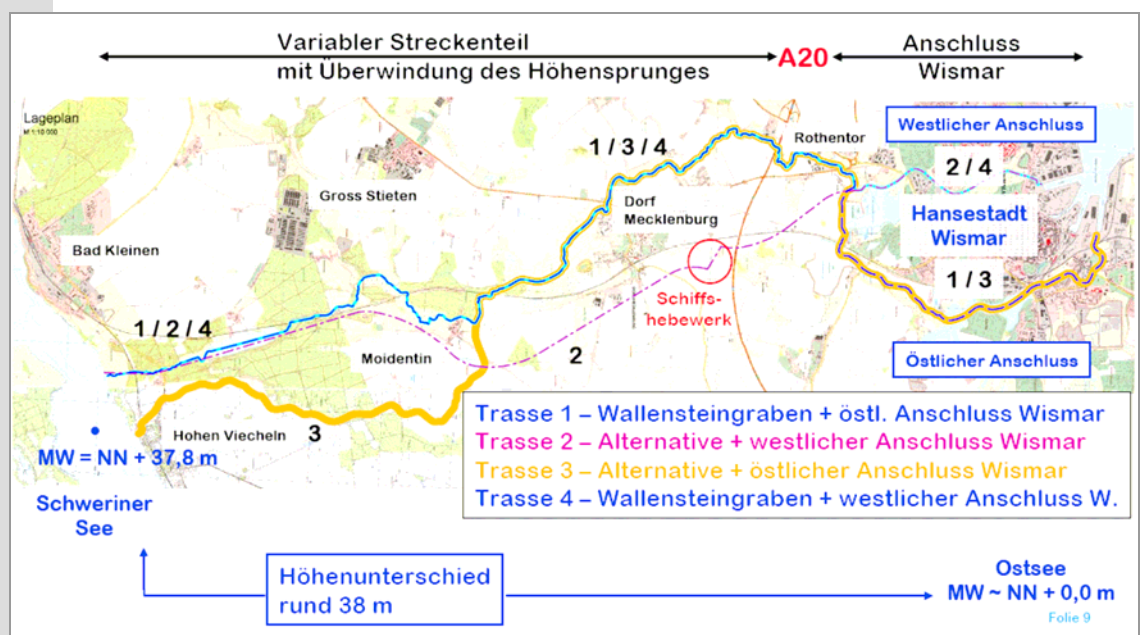 Variabler Streckenteil
mit Überwindung des Höhensprunges
A20
Anschluss
Wismar
Lageplan
M 1:10 000
Westlicher Anschluss
Rothentor
1 / 3 / 4
2 / 4
Gross Stieten
Dorf
Mecklenburg
Hansestadt
Wismar
Bad Kleinen
Schiffs-
hebewerk
1 / 3
1 / 2 / 4
Moidentin
2
Östlicher Anschluss
Hohen Viecheln
3
MW = NN + 37,8 m
Schweriner
See
Trasse 1 – Wallensteingraben + östl. Anschluss Wismar
Trasse 2 – Alternative + westlicher Anschluss Wismar
Trasse 3 – Alternative + östlicher Anschluss Wismar
Trasse 4 – Wallensteingraben + westlicher Anschluss W.
Höhenunterschied
rund 38 m
Ostsee
MW ~ NN + 0,0 m
Folie 9